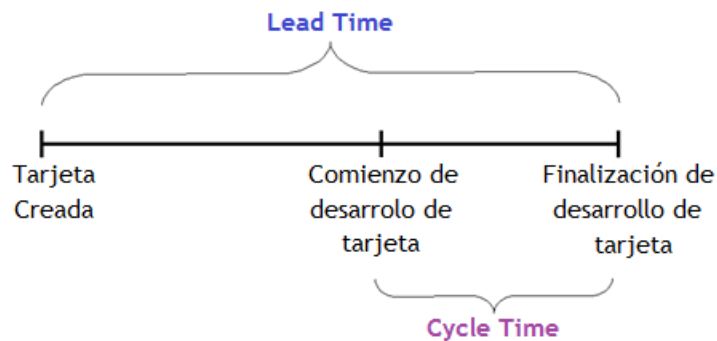 Lead Time
Tarjeta
Creada
Comienzo de
desarrolo de
tarjeta
Finalización de
desarrollo de
tarjeta
Cycle Time